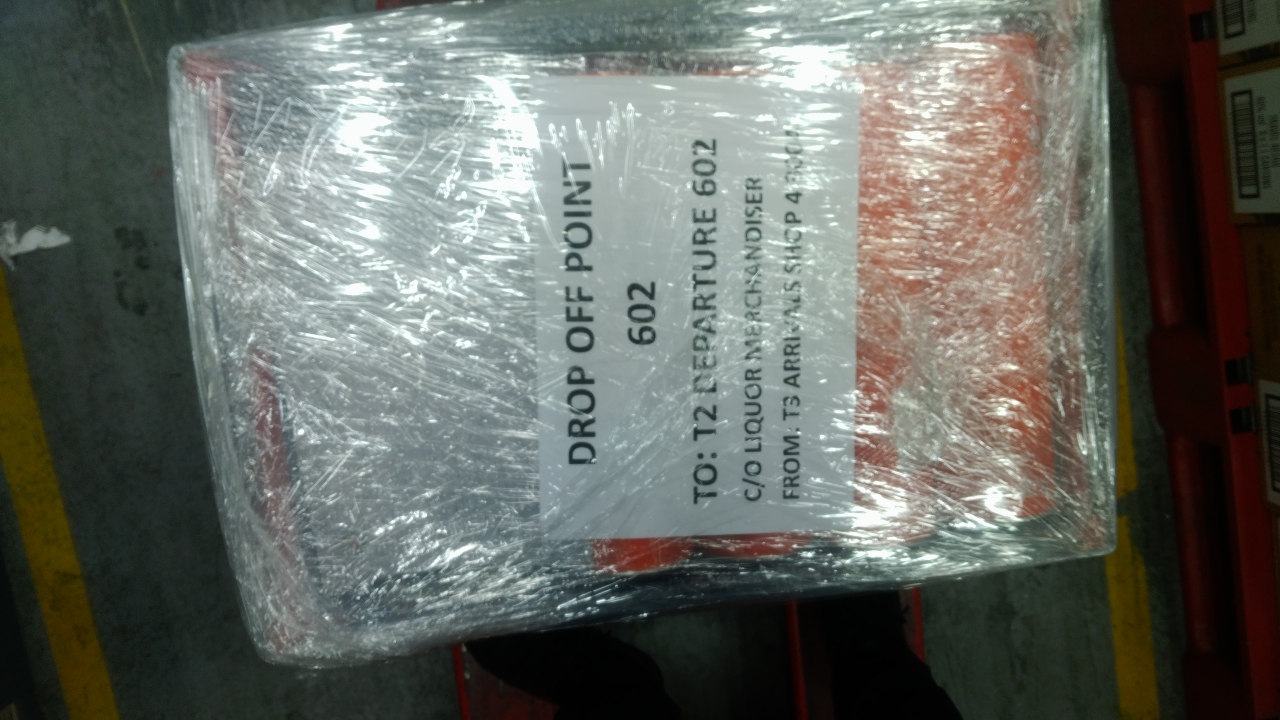 DROP OFF POINT
602
TO: T2 DEPARTURE 602
C/O LIQUOR MERCHANDISER
FROM: T3 ARRIVALS SHOP